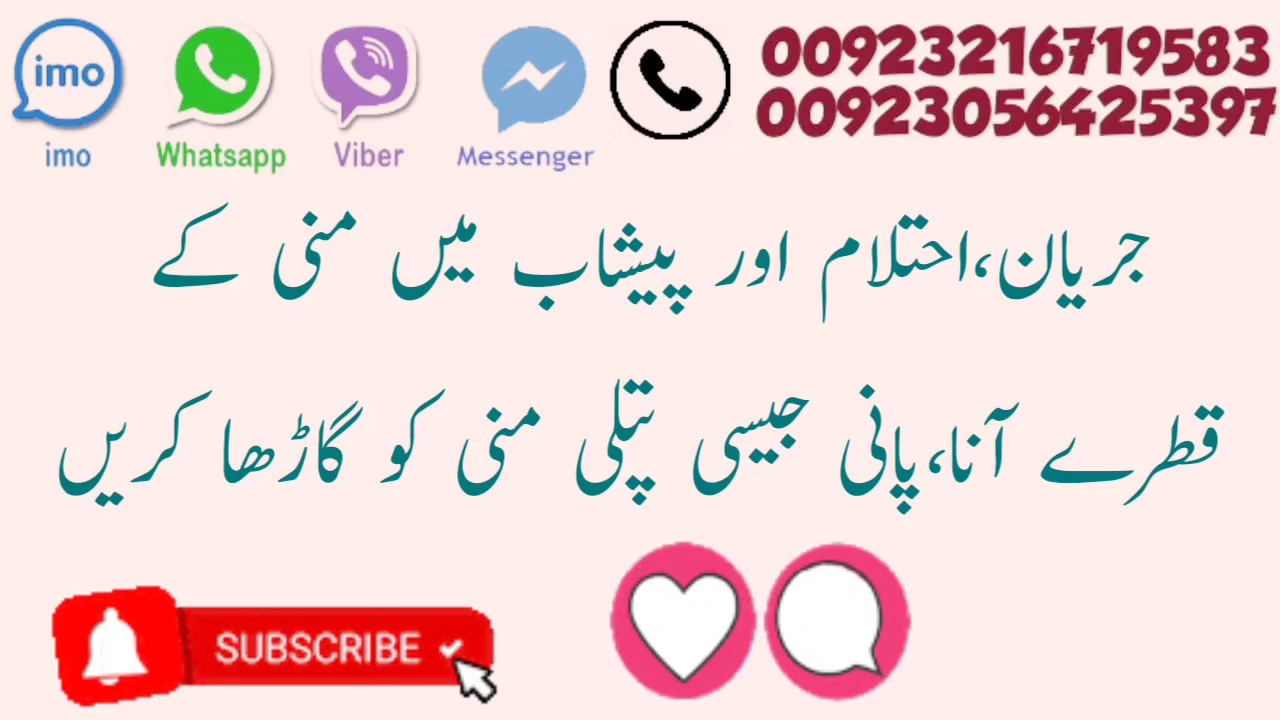 imo
00923216719583
00923056425397
imo Whatsapp Viber Messenger
جریان،احتلام اور پیشاب میں منی کے
قطرے آنا،پانی جیسی پتلی منی کو گاڑھا کریں
SUBSCRIBE